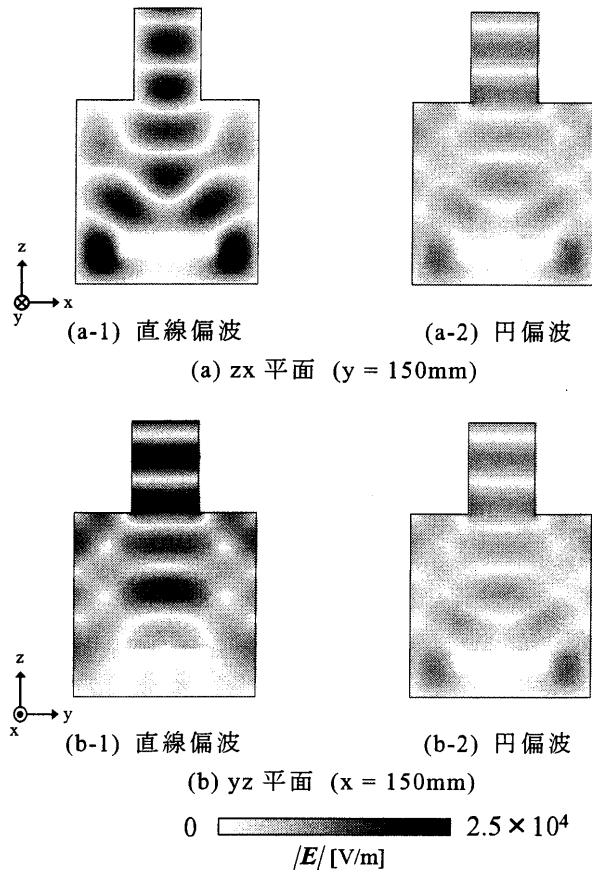 z
x
y
(a-1) 直線偏波
(a-2) 円偏波
(a) zx 平面 (y = 150mm)
z
y
x
(b-1) 直線偏波
(b-2) 円偏波
(b) yz 平面 (x = 150mm)
0
2.5×10⁴
|E| [V/m]